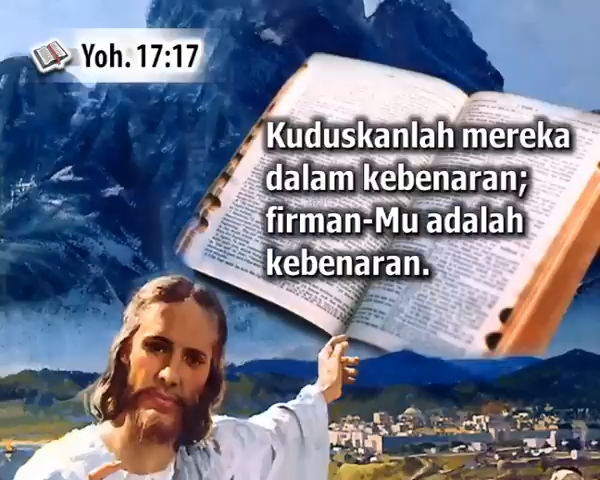 Yoh. 17:17
Kuduskanlah mereka
dalam kebenaran;
firman-Mu adalah
kebenaran.